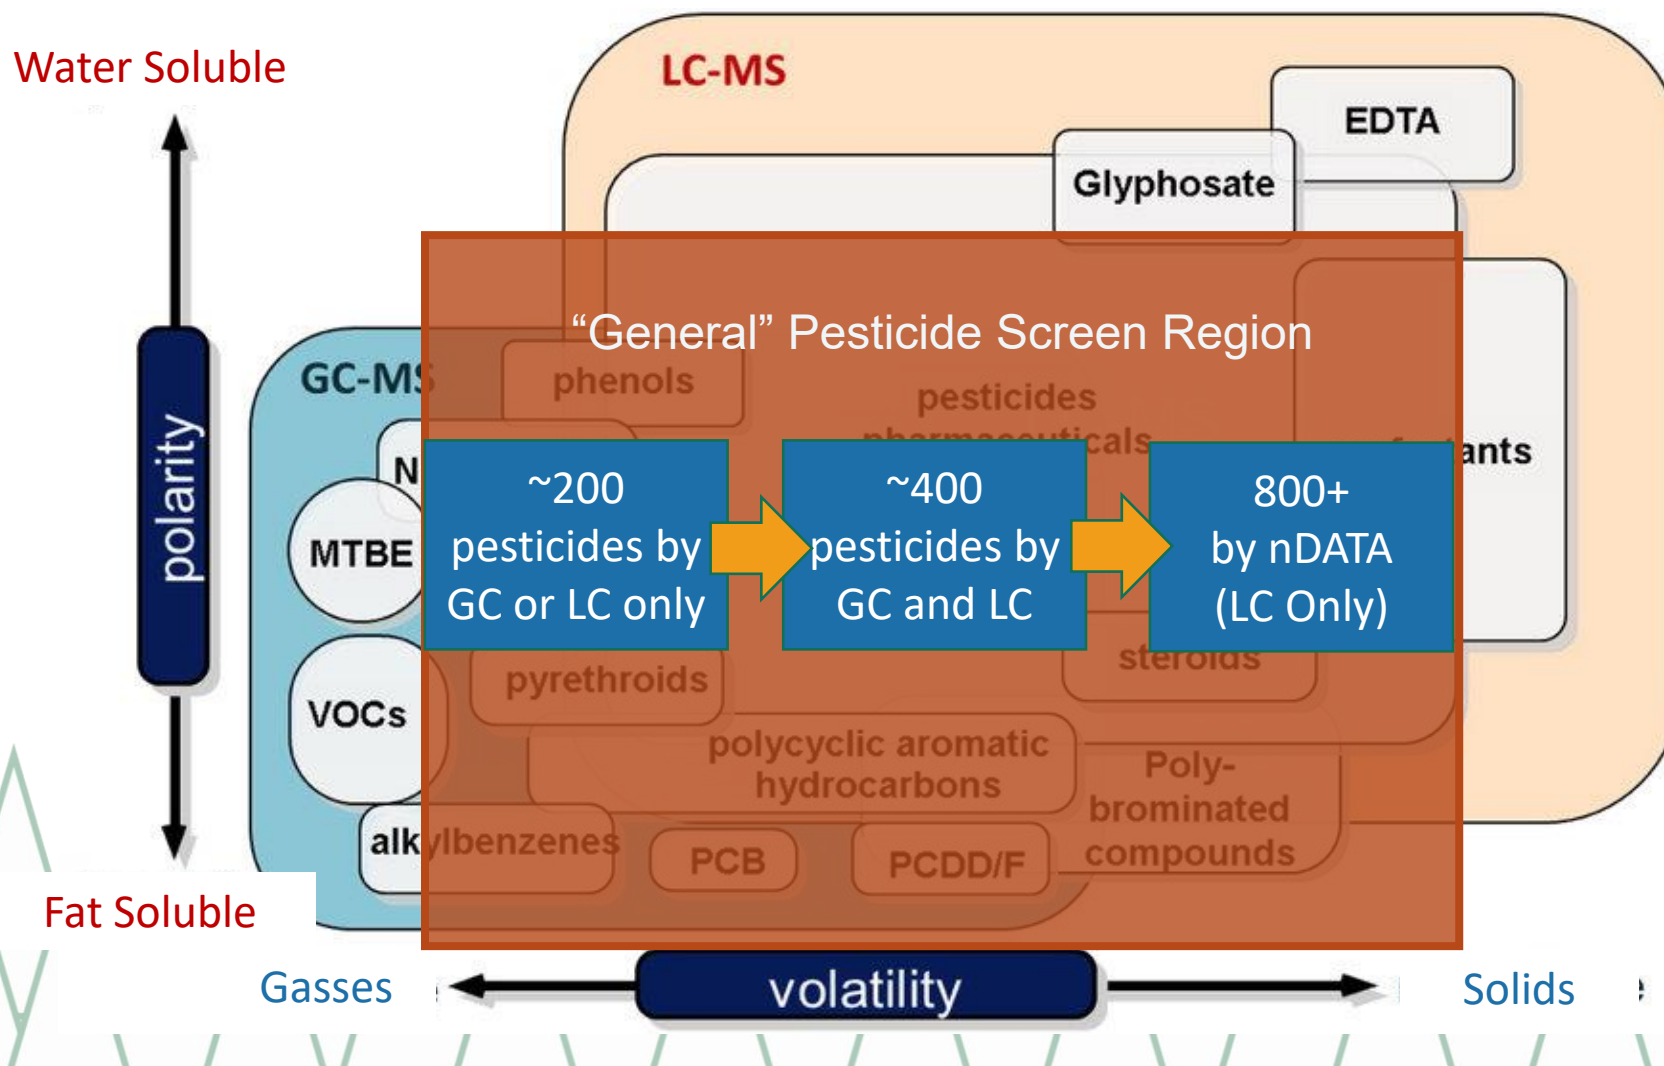 Water Soluble
LC-MS
EDTA
Glyphosate
“General” Pesticide Screen Region
GC-MS
phenols
pesticides
pharmaceuticals
N
ants
~200
pesticides by
GC or LC only
~400
pesticides by
GC and LC
800+
by nDATA
(LC Only)
polarity
MTBE
steroids
pyrethroids
VOCs
polycyclic aromatic
hydrocarbons
Poly-
brominated
compounds
alkylbenzenes
PCB
PCDD/F
Fat Soluble
Gasses
volatility
Solids